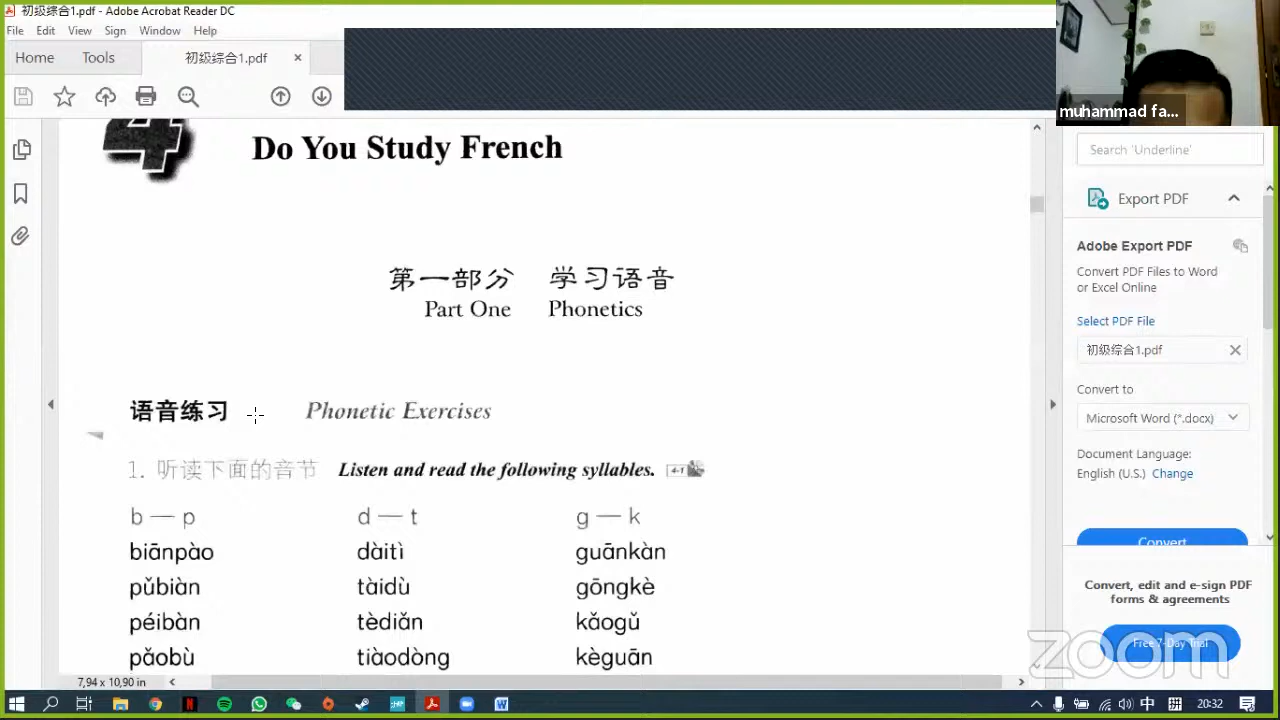 初级综合1.pdf - Adobe Acrobat Reader DC
File Edit View Sign Window Help
Home Tools 初级综合1.pdf ×
muhammad fa...
4 Do You Study French
第一部分 学习语音
Part One Phonetics
语音练习 Phonetic Exercises
1. 听读下面的音节 Listen and read the following syllables. 4-1
b — p d — t g — k
biānpào dàitì guānkàn
pǔbiàn tàidù gōngkè
péibàn tèdiǎn kǎogǔ
pǎobù tiàodòng kèguān
7,94 x 10,90 in
Search 'Underline'
Export PDF
Adobe Export PDF
Convert PDF Files to Word
or Excel Online
Select PDF File
初级综合1.pdf
Convert to
Microsoft Word (*.docx)
Document Language:
English (U.S.) Change
Convert
Convert, edit and e-sign PDF
forms & agreements
Free 7-Day Trial
zoom
中 拼 20:32